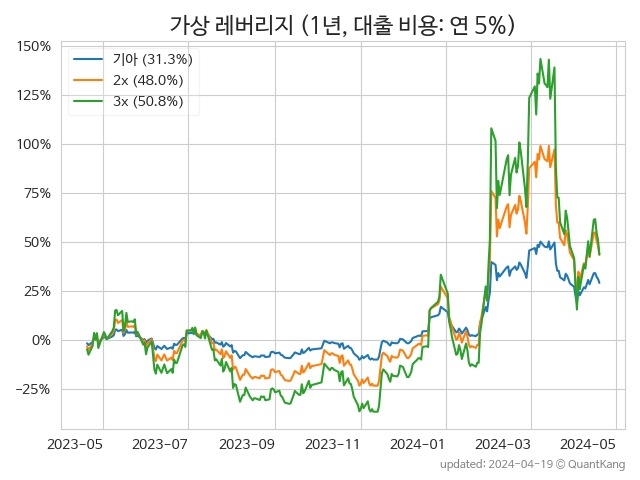 가상 레버리지 (1년, 대출 비용: 연 5%)
150%
125%
100%
75%
50%
25%
0%
−25%
기아 (31.3%)
2x (48.0%)
3x (50.8%)
2023-05 2023-07 2023-09 2023-11 2024-01 2024-03 2024-05
updated: 2024-04-19 © QuantKang